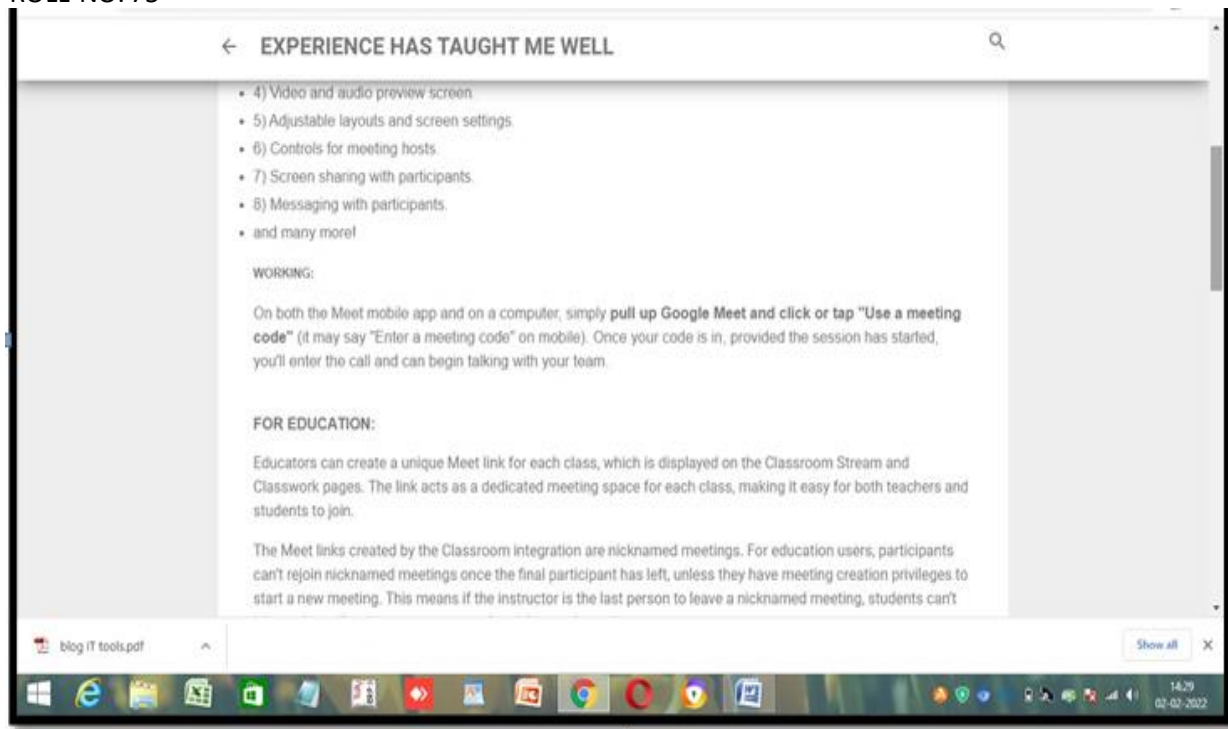 ← EXPERIENCE HAS TAUGHT ME WELL
• 4) Video and audio preview screen
• 5) Adjustable layouts and screen settings.
• 6) Controls for meeting hosts.
• 7) Screen sharing with participants.
• 8) Messaging with participants.
• and many more!
WORKING:
On both the Meet mobile app and on a computer, simply pull up Google Meet and click or tap "Use a meeting
code" (it may say "Enter a meeting code" on mobile). Once your code is in, provided the session has started,
you'll enter the call and can begin talking with your team.
FOR EDUCATION:
Educators can create a unique Meet link for each class, which is displayed on the Classroom Stream and
Classwork pages. The link acts as a dedicated meeting space for each class, making it easy for both teachers and
students to join.
The Meet links created by the Classroom integration are nicknamed meetings. For education users, participants
can't rejoin nicknamed meetings once the final participant has left, unless they have meeting creation privileges to
start a new meeting. This means if the instructor is the last person to leave a nicknamed meeting, students can't
blog iT tools.pdf
Show all
14:29
02-02-2022